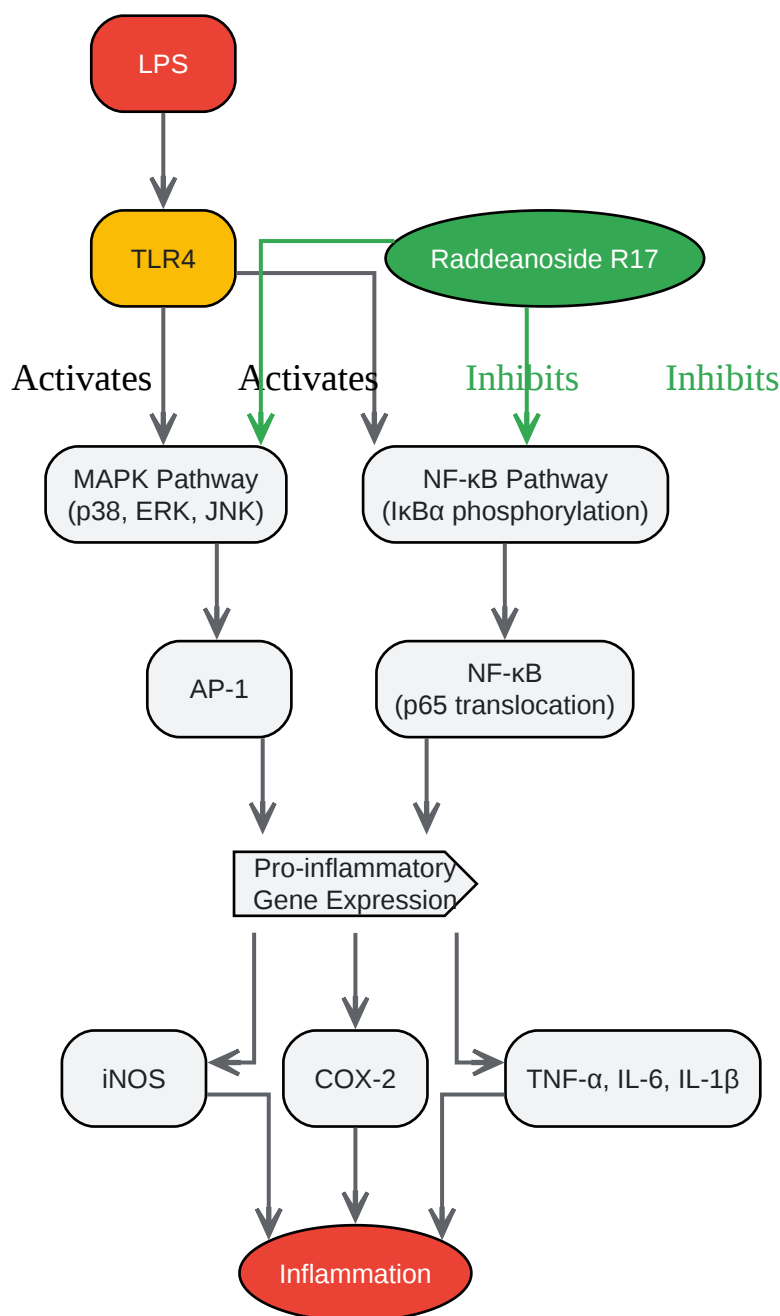 LPS
TLR4
Raddeanoside R17
Activates
Activates
Inhibits
Inhibits
MAPK Pathway
(p38, ERK, JNK)
NF-κB Pathway
(IκBα phosphorylation)
AP-1
NF-κB
(p65 translocation)
Pro-inflammatory
Gene Expression
iNOS
COX-2
TNF-α, IL-6, IL-1β
Inflammation